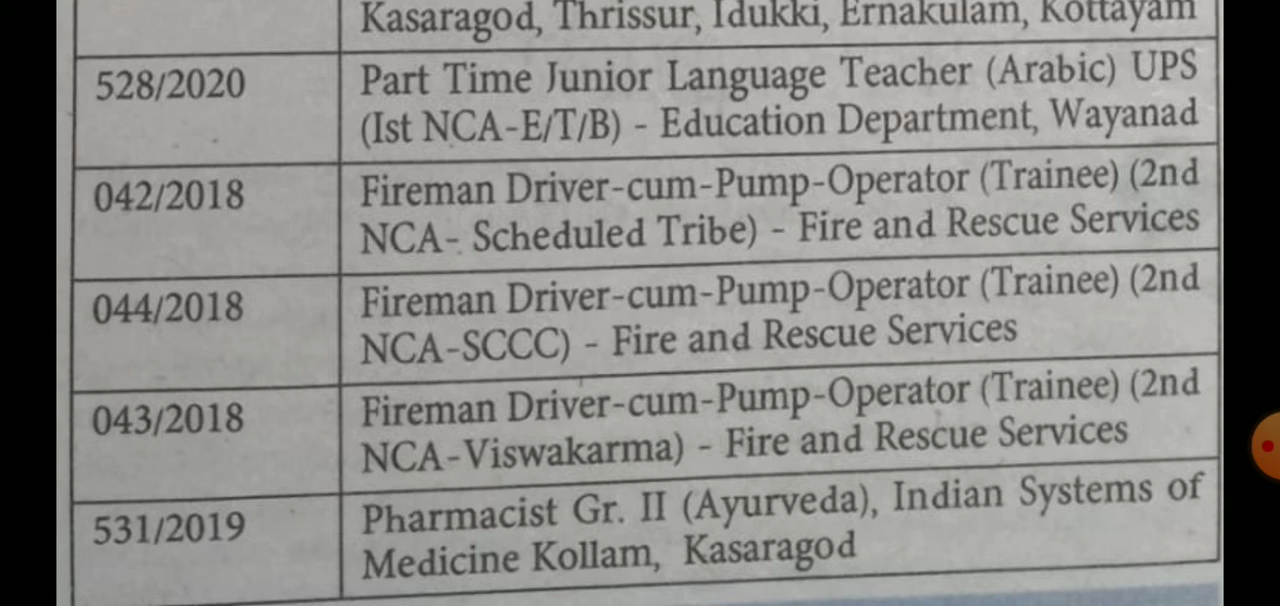 Kasaragod, Thrissur, Idukki, Ernakulam, Kottayam
528/2020
Part Time Junior Language Teacher (Arabic) UPS
(Ist NCA-E/T/B) - Education Department, Wayanad
042/2018
Fireman Driver-cum-Pump-Operator (Trainee) (2nd
NCA- Scheduled Tribe) - Fire and Rescue Services
044/2018
Fireman Driver-cum-Pump-Operator (Trainee) (2nd
NCA-SCCC) - Fire and Rescue Services
043/2018
Fireman Driver-cum-Pump-Operator (Trainee) (2nd
NCA-Viswakarma) - Fire and Rescue Services
531/2019
Pharmacist Gr. II (Ayurveda), Indian Systems of
Medicine Kollam, Kasaragod